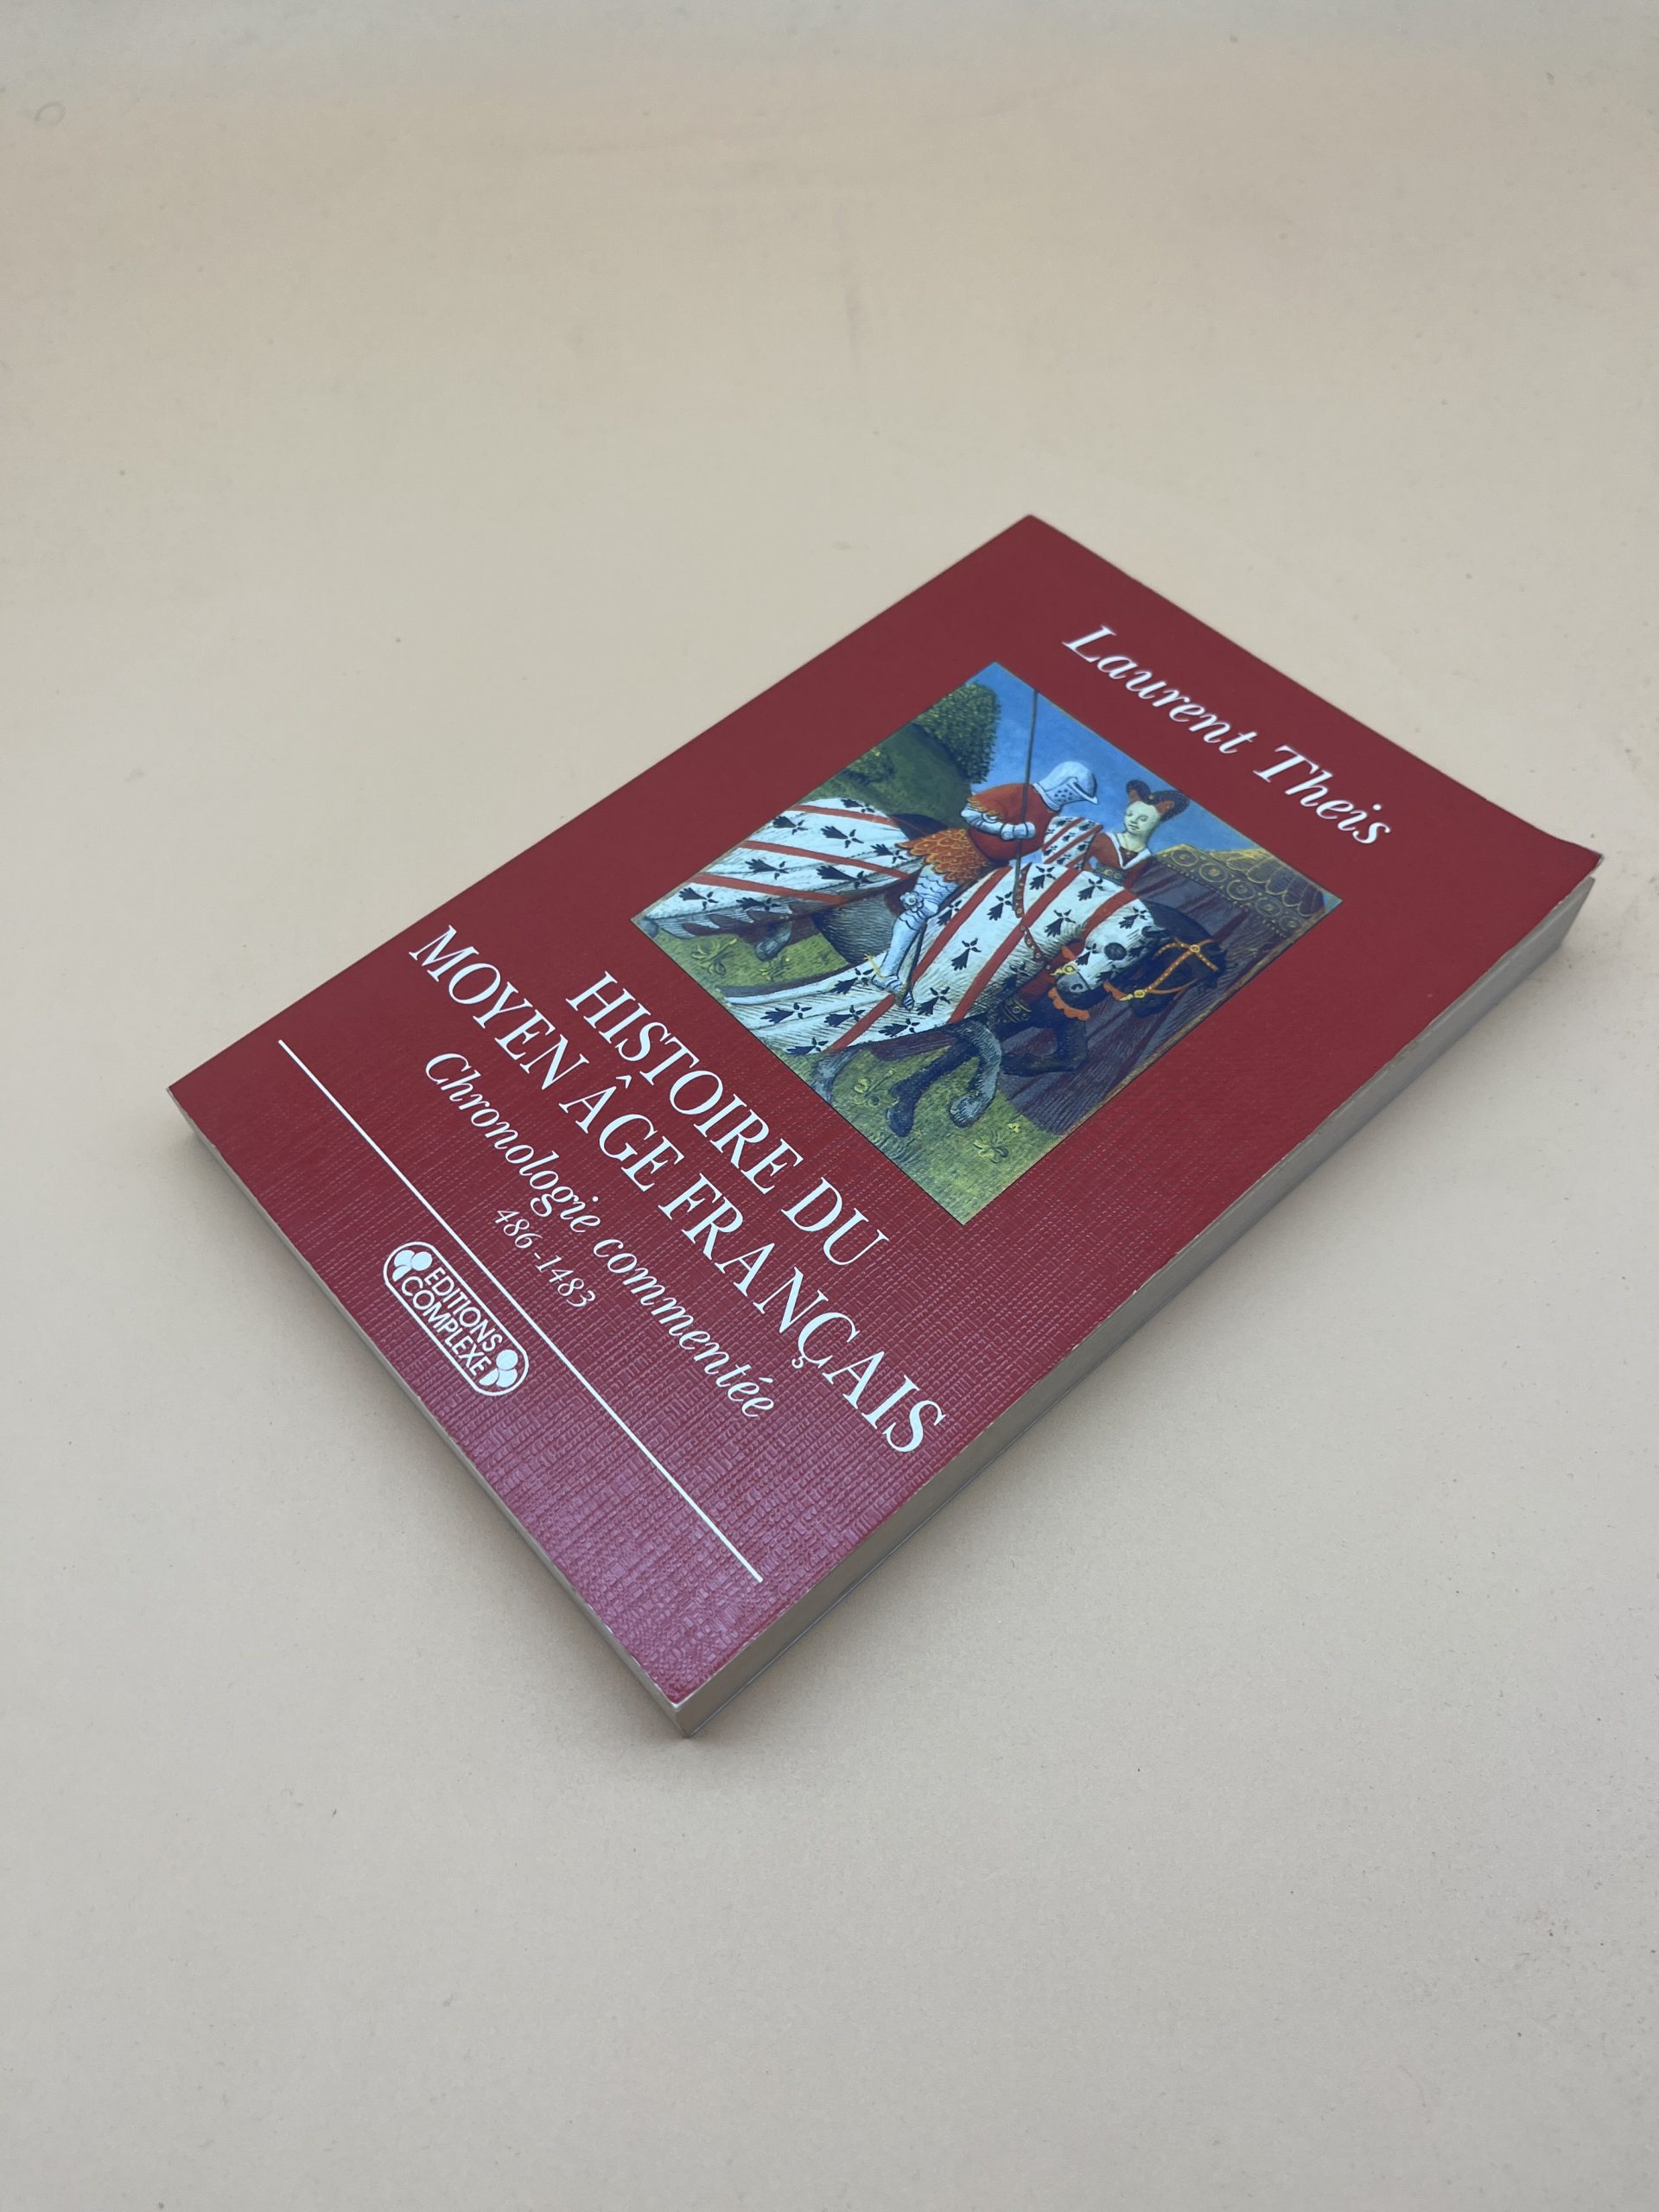 Laurent Theis
HISTOIRE DU
MOYEN ÂGE FRANÇAIS
Chronologie commentée
486-1483
EDITIONS
COMPLEXE